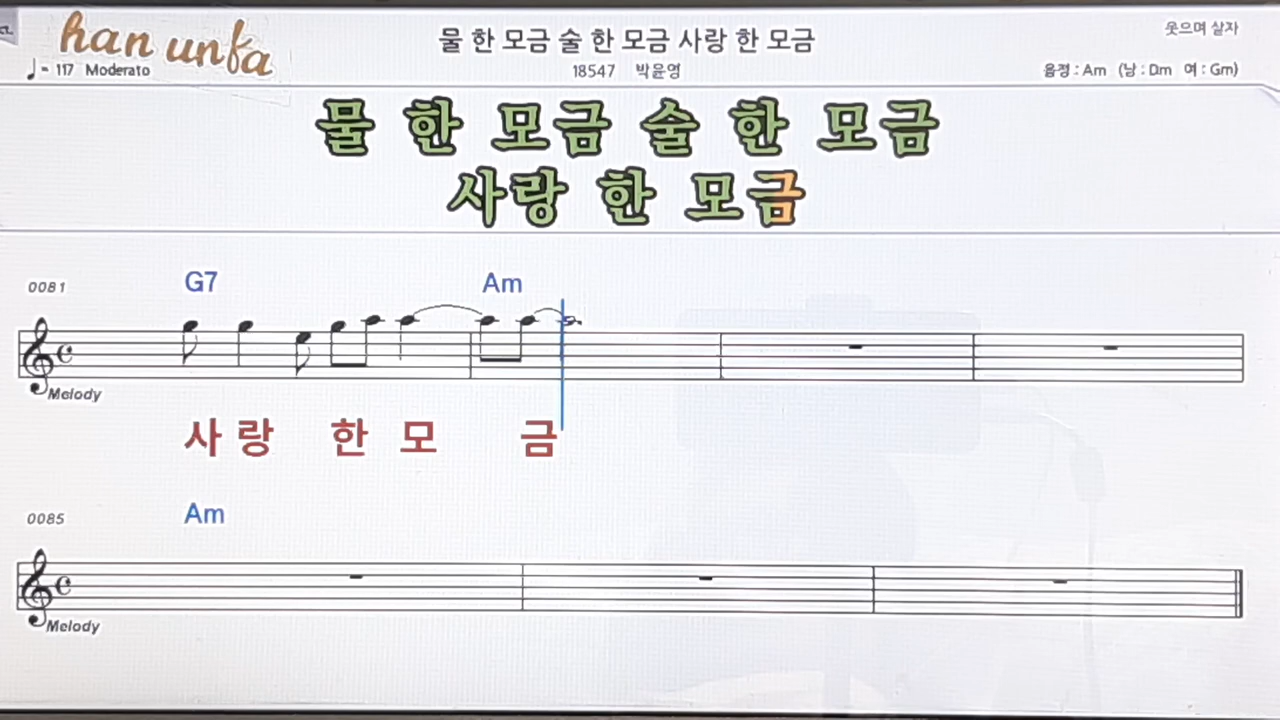 han unka
물 한 모금 술 한 모금 사랑 한 모금
웃으며 살자
♩= 117 Moderato
18547 박윤영
음정 : Am (남 : Dm 여 : Gm)
물 한 모금 술 한 모금
사랑 한 모금
0081 G7 Am
Melody
사 랑 한 모 금
0085 Am
Melody